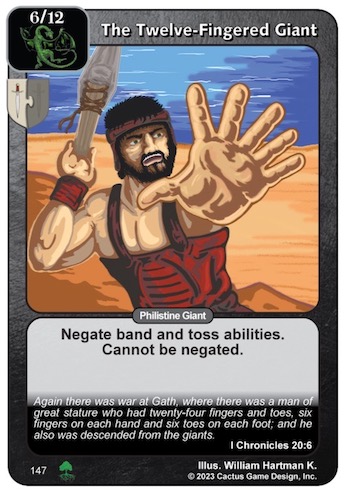 6/12
The Twelve-Fingered Giant
Philistine Giant
Negate band and toss abilities.
Cannot be negated.
Again there was war at Gath, where there was a man of
great stature who had twenty-four fingers and toes, six
fingers on each hand and six toes on each foot; and he
also was descended from the giants.
I Chronicles 20:6
147
Illus. William Hartman K.
© 2023 Cactus Game Design, Inc.